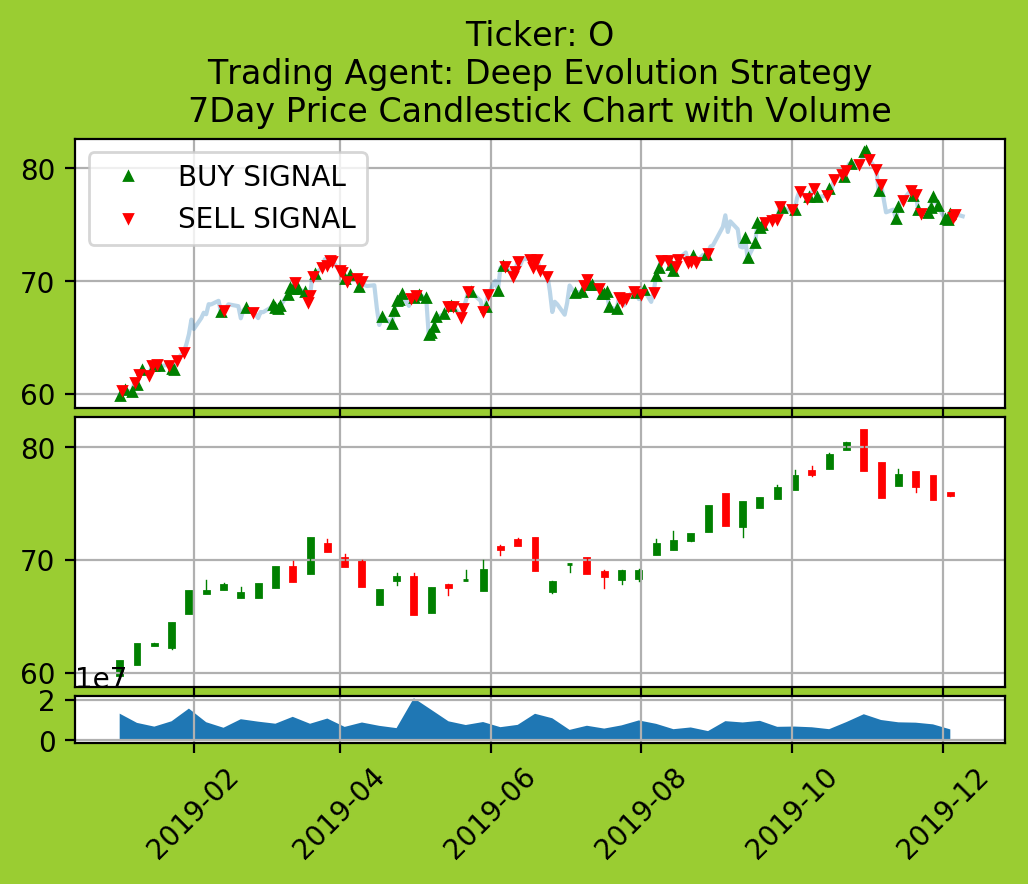 Ticker: O
Trading Agent: Deep Evolution Strategy
7Day Price Candlestick Chart with Volume
BUY SIGNAL
SELL SIGNAL
80
70
60
80
70
60
1e7
2
0
2019-02
2019-04
2019-06
2019-08
2019-10
2019-12